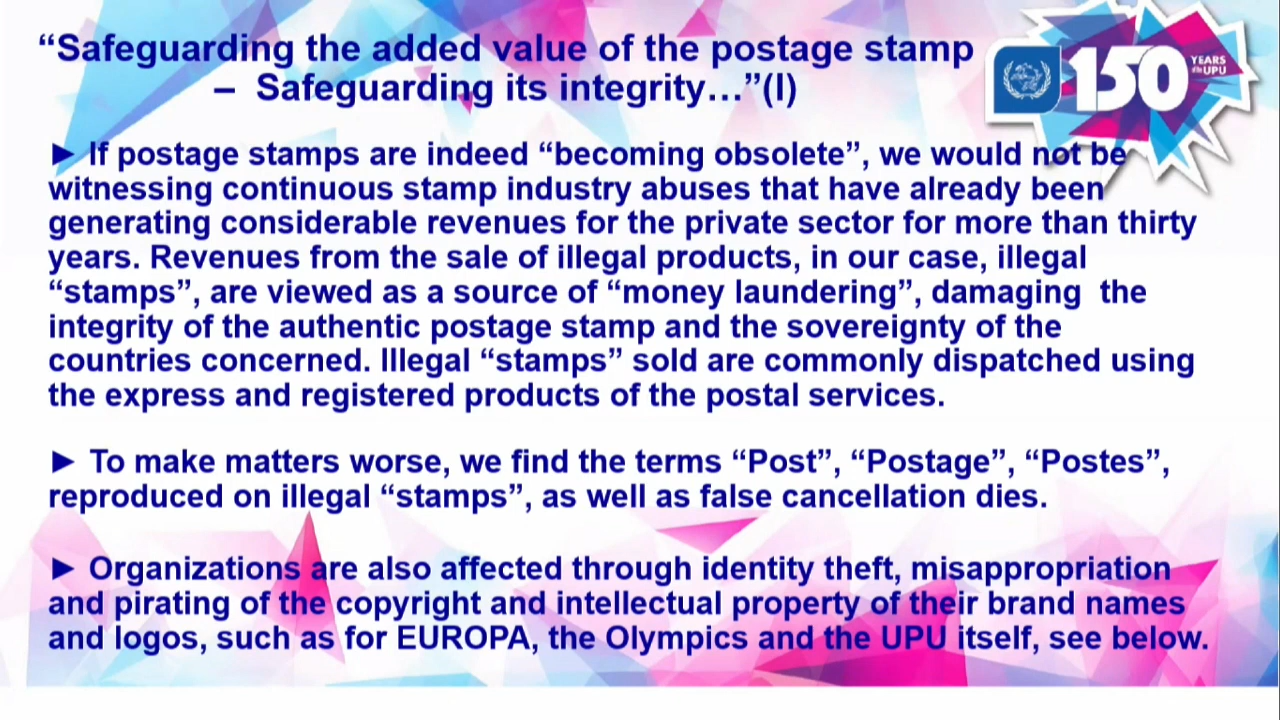 “Safeguarding the added value of the postage stamp
– Safeguarding its integrity…”(I)
150
YEARS
of the UPU
► If postage stamps are indeed “becoming obsolete”, we would not be
witnessing continuous stamp industry abuses that have already been
generating considerable revenues for the private sector for more than thirty
years. Revenues from the sale of illegal products, in our case, illegal
“stamps”, are viewed as a source of “money laundering”, damaging the
integrity of the authentic postage stamp and the sovereignty of the
countries concerned. Illegal “stamps” sold are commonly dispatched using
the express and registered products of the postal services.
► To make matters worse, we find the terms “Post”, “Postage”, “Postes”,
reproduced on illegal “stamps”, as well as false cancellation dies.
► Organizations are also affected through identity theft, misappropriation
and pirating of the copyright and intellectual property of their brand names
and logos, such as for EUROPA, the Olympics and the UPU itself, see below.